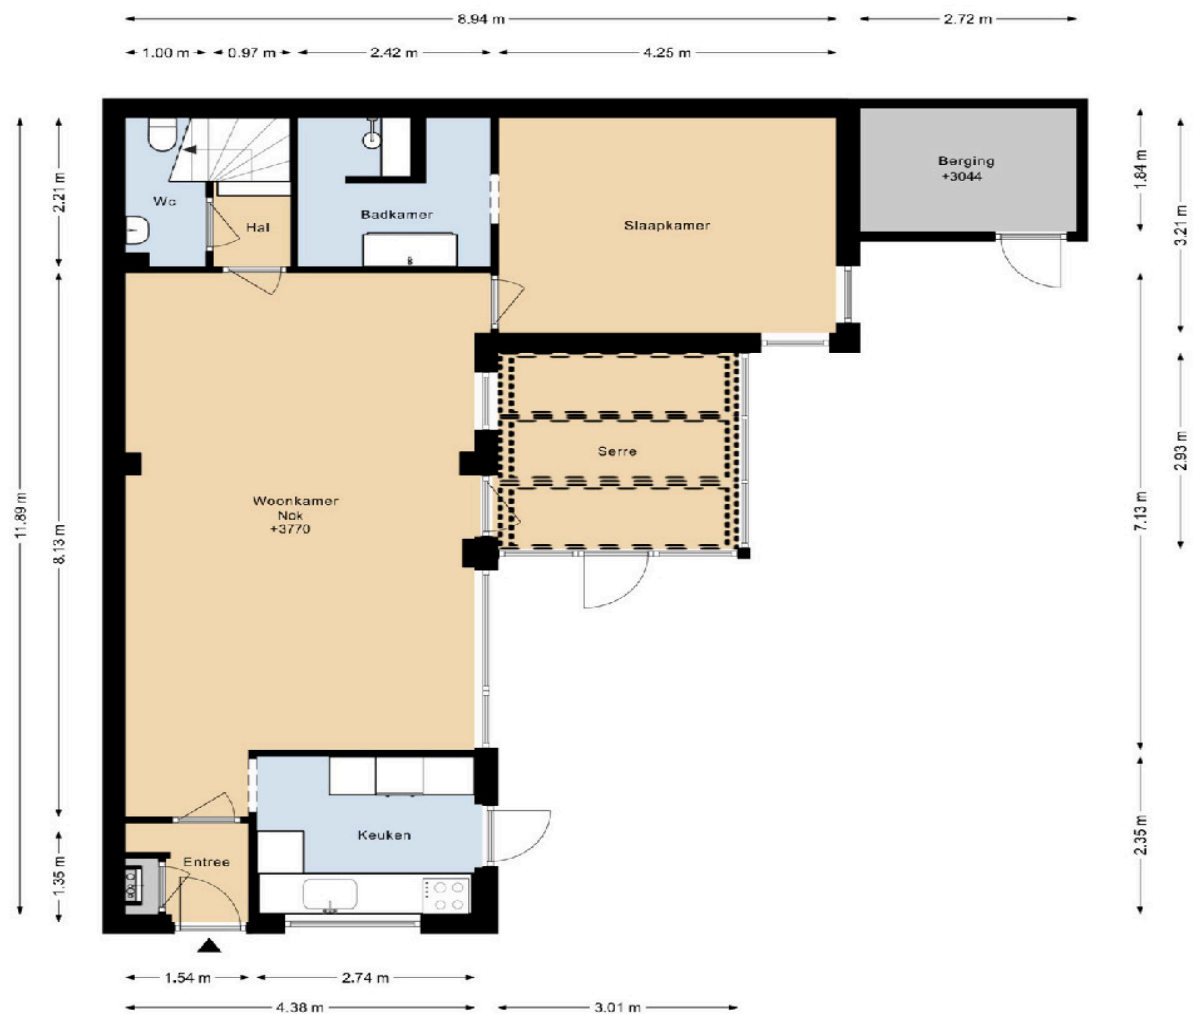 8.94 m
2.72 m
1.00 m
0.97 m
2.42 m
4.25 m
2.21 m
Wc
Hal
Badkamer
Slaapkamer
Berging
+3044
1.84 m
3.21 m
Serre
2.93 m
Woonkamer
Nok
+3770
11.89 m
8.13 m
7.13 m
Keuken
Entree
1.35 m
2.35 m
1.54 m
2.74 m
4.38 m
3.01 m